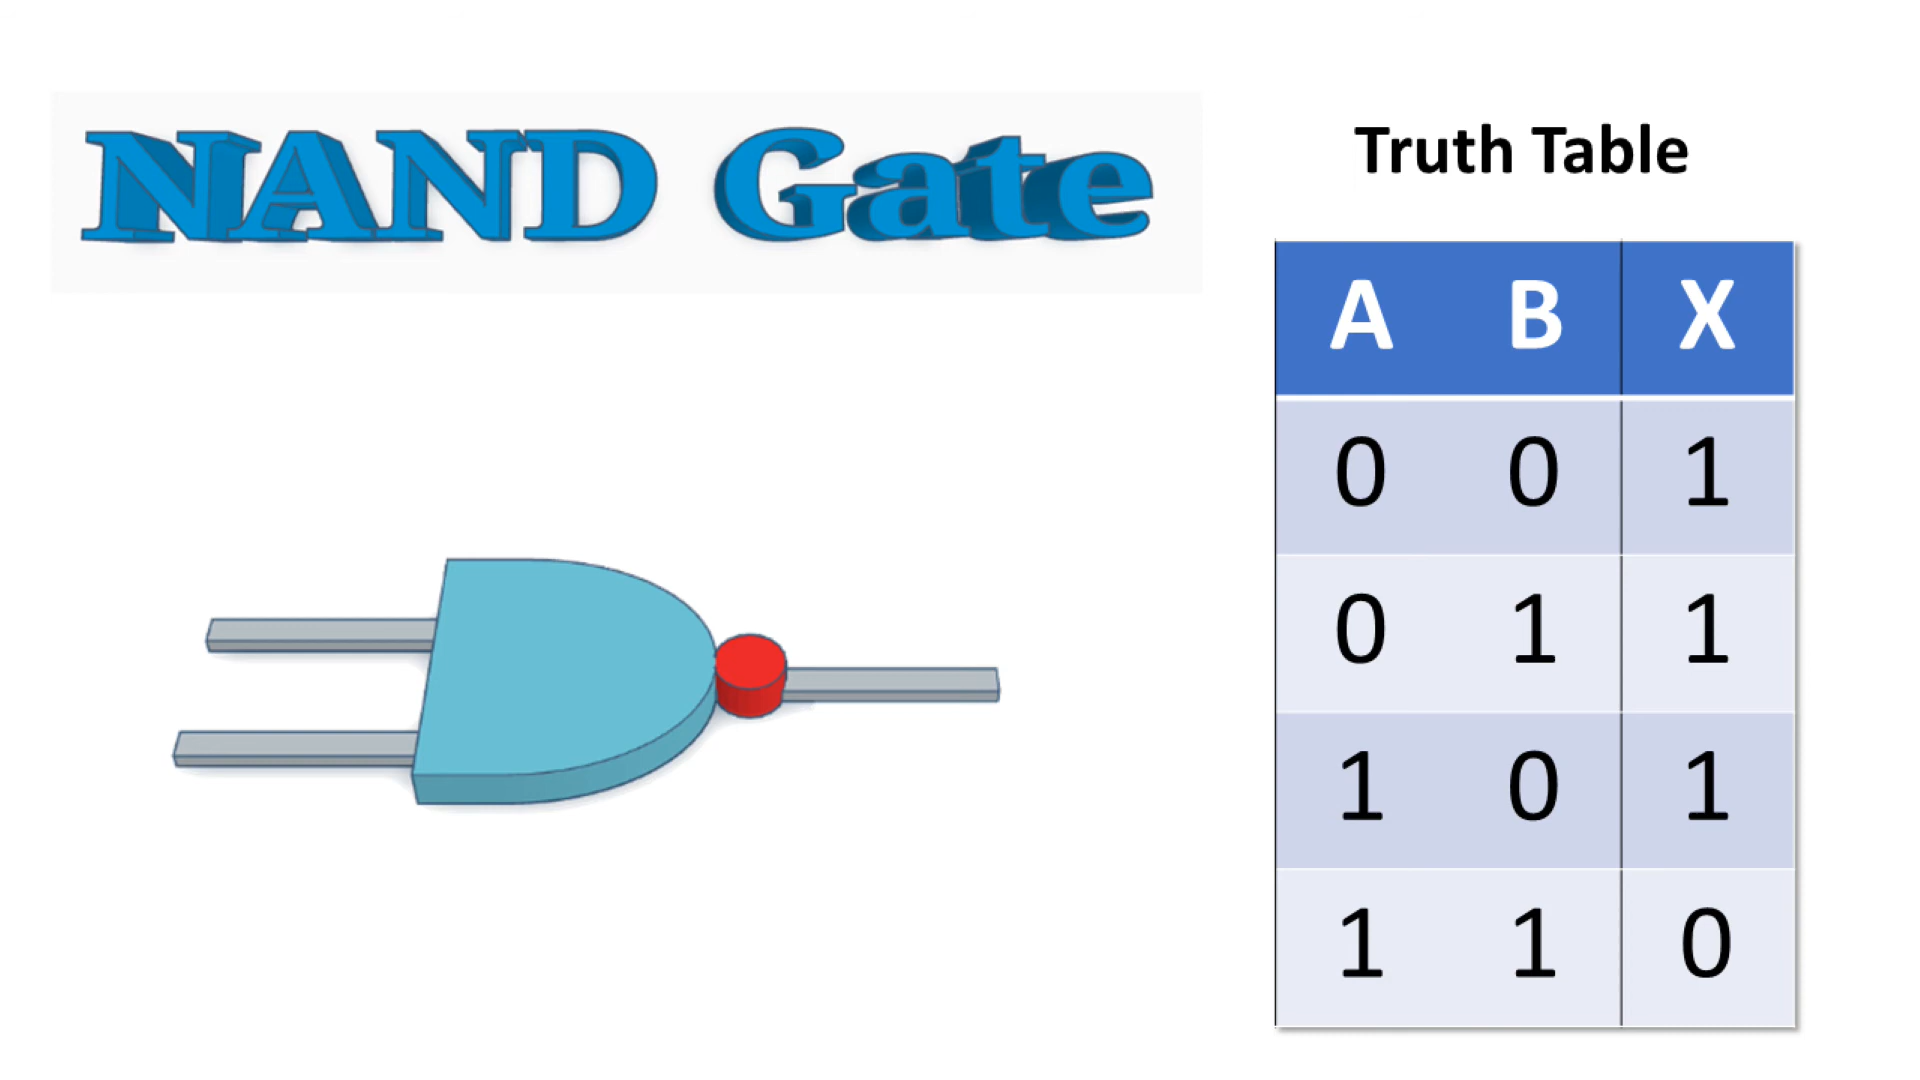 NAND Gate
Truth Table
A B X
0 0 1
0 1 1
1 0 1
1 1 0